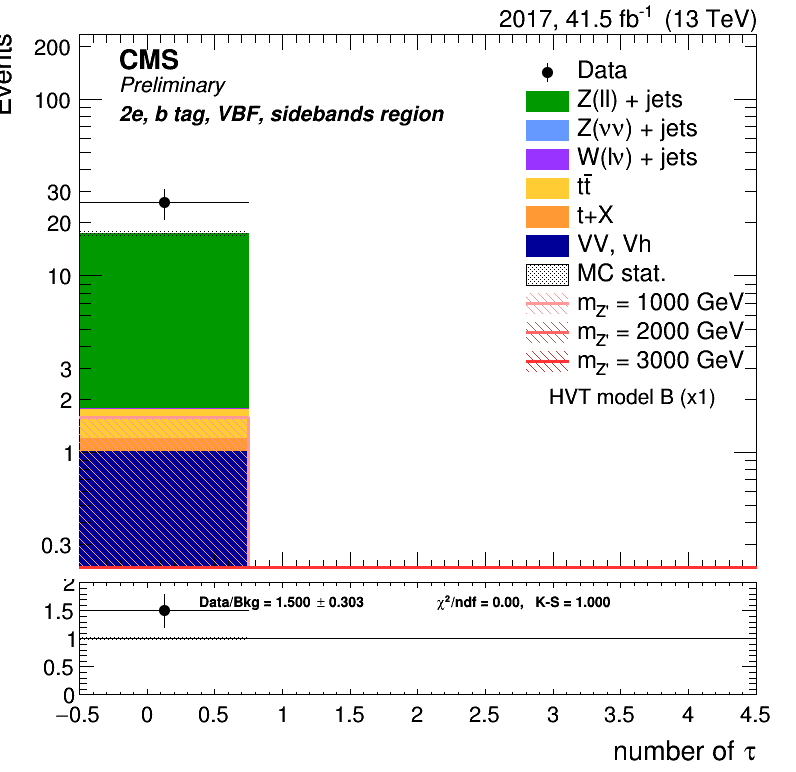 2017, 41.5 fb⁻¹ (13 TeV)
Events
CMS
Preliminary
2e, b tag, VBF, sidebands region
Data
Z(ll) + jets
Z(νν) + jets
W(lν) + jets
tt̄
t+X
VV, Vh
MC stat.
m_Z' = 1000 GeV
m_Z' = 2000 GeV
m_Z' = 3000 GeV
HVT model B (x1)
200
100
30
20
10
3
2
1
0.3
Data/Bkg = 1.500 ± 0.303
χ²/ndf = 0.00, K-S = 1.000
2
1.5
1
0.5
0
−0.5 0 0.5 1 1.5 2 2.5 3 3.5 4 4.5
number of τ